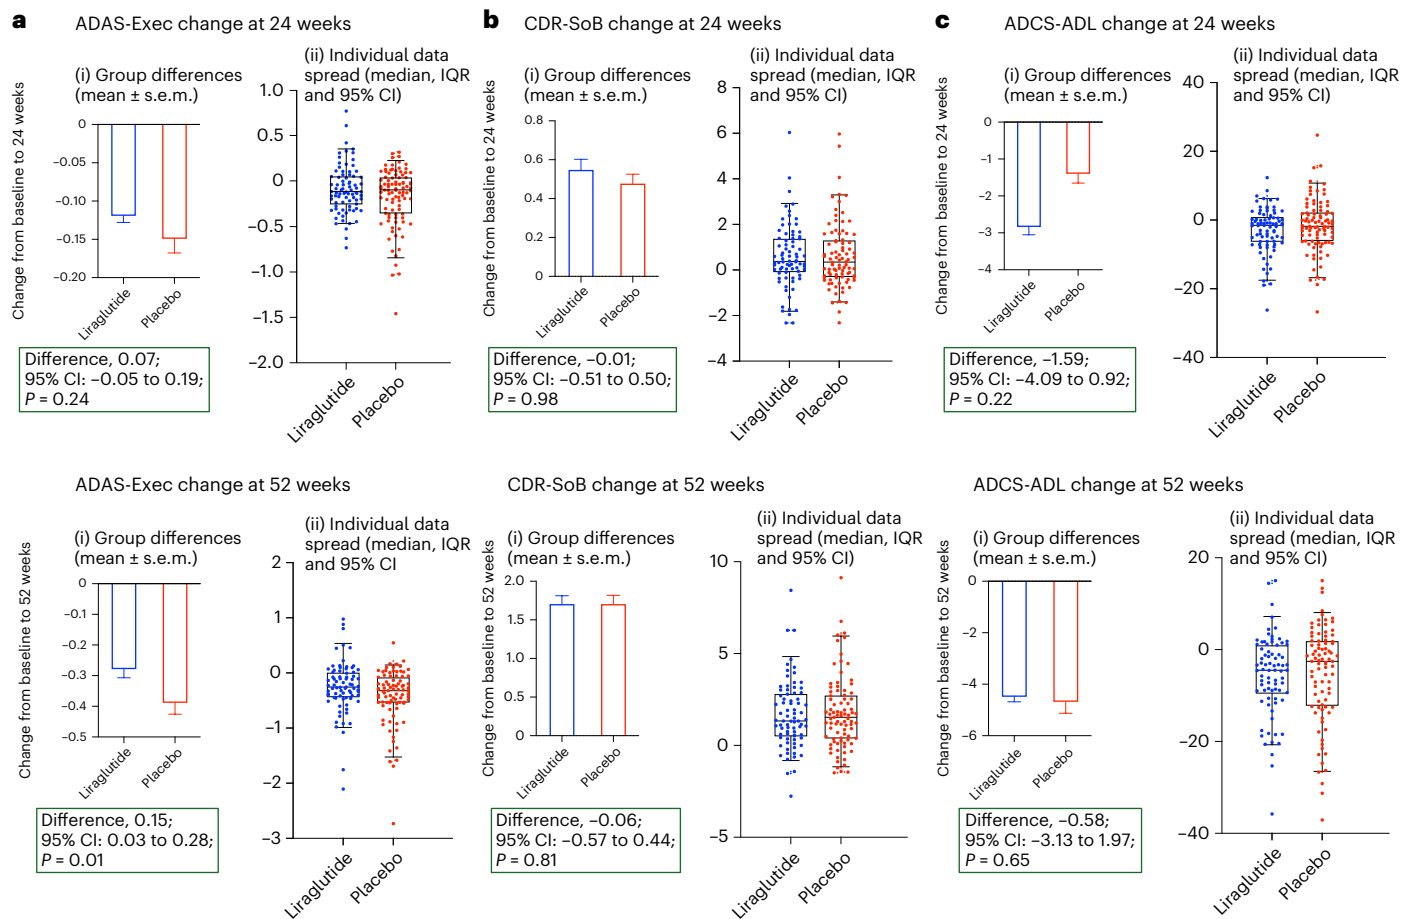 a
ADAS-Exec change at 24 weeks
(i) Group differences
(mean ± s.e.m.)
Change from baseline to 24 weeks
0
−0.05
−0.10
−0.15
−0.20
Liraglutide
Placebo
Difference, 0.07;
95% CI: −0.05 to 0.19;
P = 0.24
(ii) Individual data
spread (median, IQR
and 95% CI)
1.0
0.5
0
−0.5
−1.0
−1.5
−2.0
Liraglutide
Placebo
b
CDR-SoB change at 24 weeks
(i) Group differences
(mean ± s.e.m.)
Change from baseline to 24 weeks
0.8
0.6
0.4
0.2
0
Liraglutide
Placebo
Difference, −0.01;
95% CI: −0.51 to 0.50;
P = 0.98
(ii) Individual data
spread (median, IQR
and 95% CI)
8
6
4
2
0
−2
−4
Liraglutide
Placebo
c
ADCS-ADL change at 24 weeks
(i) Group differences
(mean ± s.e.m.)
Change from baseline to 24 weeks
0
−1
−2
−3
−4
Liraglutide
Placebo
Difference, −1.59;
95% CI: −4.09 to 0.92;
P = 0.22
(ii) Individual data
spread (median, IQR
and 95% CI)
40
20
0
−20
−40
Liraglutide
Placebo
ADAS-Exec change at 52 weeks
(i) Group differences
(mean ± s.e.m.)
Change from baseline to 52 weeks
0
−0.1
−0.2
−0.3
−0.4
−0.5
Liraglutide
Placebo
Difference, 0.15;
95% CI: 0.03 to 0.28;
P = 0.01
(ii) Individual data
spread (median, IQR
and 95% CI
2
1
0
−1
−2
−3
Liraglutide
Placebo
CDR-SoB change at 52 weeks
(i) Group differences
(mean ± s.e.m.)
Change from baseline to 52 weeks
2.0
1.5
1.0
0.5
0
Liraglutide
Placebo
Difference, −0.06;
95% CI: −0.57 to 0.44;
P = 0.81
(ii) Individual data
spread (median, IQR
and 95% CI)
10
5
0
−5
Liraglutide
Placebo
ADCS-ADL change at 52 weeks
(i) Group differences
(mean ± s.e.m.)
Change from baseline to 52 weeks
0
−2
−4
−6
Liraglutide
Placebo
Difference, −0.58;
95% CI: −3.13 to 1.97;
P = 0.65
(ii) Individual data
spread (median, IQR
and 95% CI)
20
0
−20
−40
Liraglutide
Placebo